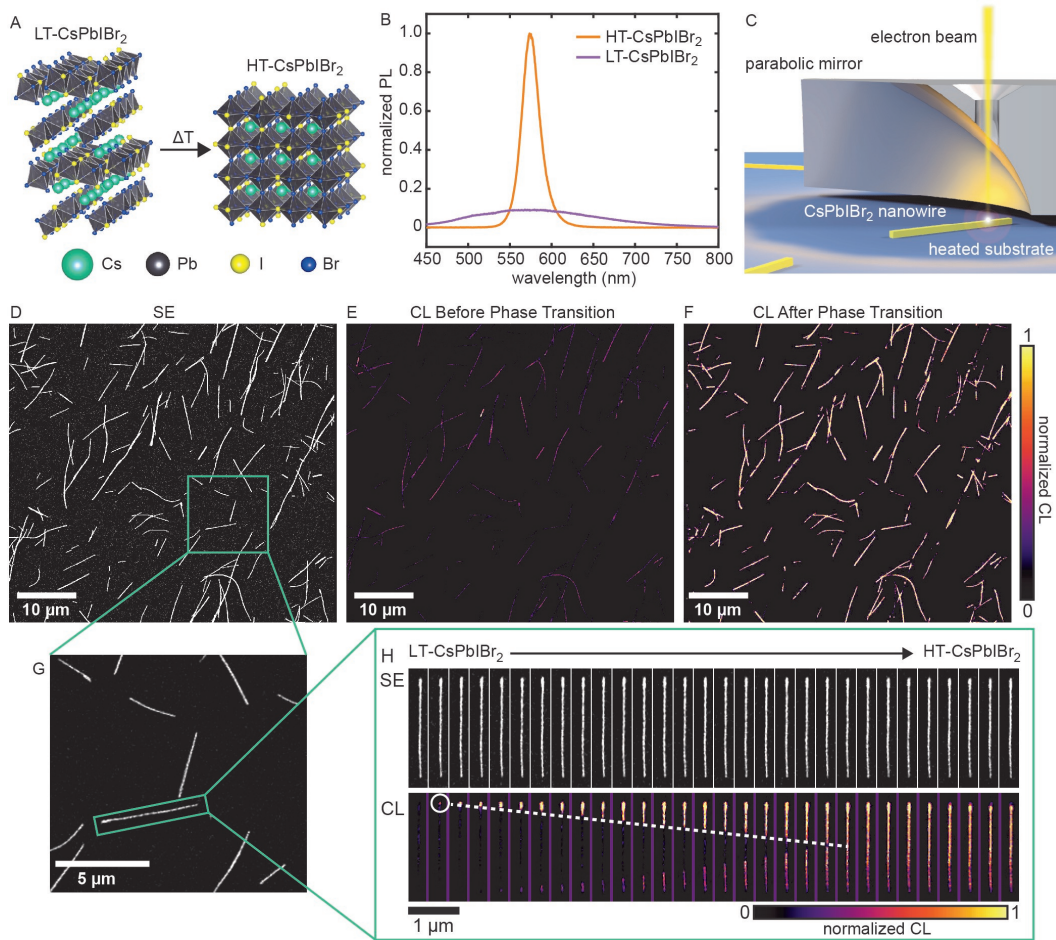 A
LT-CsPbIBr₂
HT-CsPbIBr₂
ΔT
Cs
Pb
I
Br
B
normalized PL
1.0
0.8
0.6
0.4
0.2
0
HT-CsPbIBr₂
LT-CsPbIBr₂
450 500 550 600 650 700 750 800
wavelength (nm)
C
electron beam
parabolic mirror
CsPbIBr₂ nanowire
heated substrate
D SE
10 µm
E CL Before Phase Transition
10 µm
F CL After Phase Transition
10 µm
1
normalized CL
0
G
5 µm
H
LT-CsPbIBr₂
HT-CsPbIBr₂
SE
CL
1 µm
0 1
normalized CL